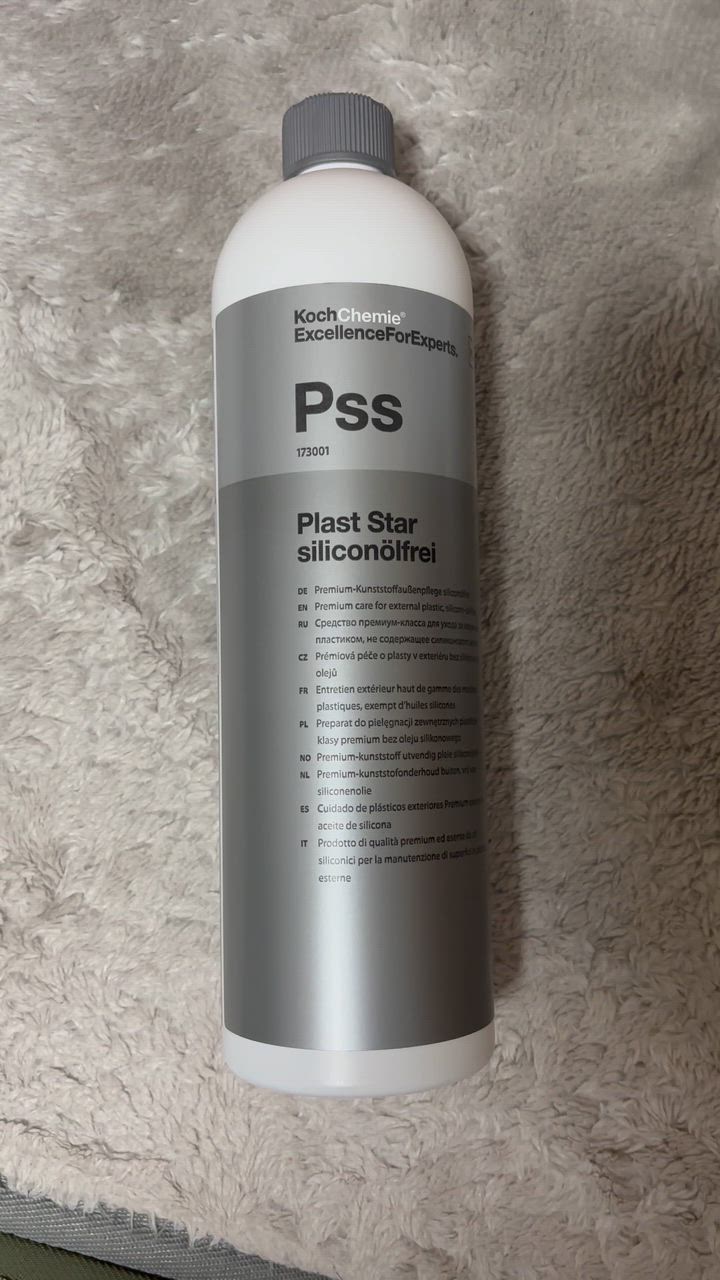 KochChemie®
ExcellenceForExperts.
Pss
173001
Plast Star
siliconölfrei
DE Premium-Kunststoffaußenpflege siliconölfrei
EN Premium care for external plastic,
RU Средство премиум-класса для ухода за
пластиком, не содержащее
CZ Prémiová péče o plasty v exteriéru bez
olejů
FR Entretien extérieur haut de gamme des
plastiques, exempt d'huiles silicones
PL Preparat do pielęgnacji zewnętrznych
klasy premium bez oleju silikonowego
NO Premium-kunststoff utvendig pleie
NL Premium-kunststofonderhoud buiten,
siliconenolie
ES Cuidado de plásticos exteriores Premium
aceite de silicona
IT Prodotto di qualità premium ed esente da
siliconici per la manutenzione di superfici
esterne